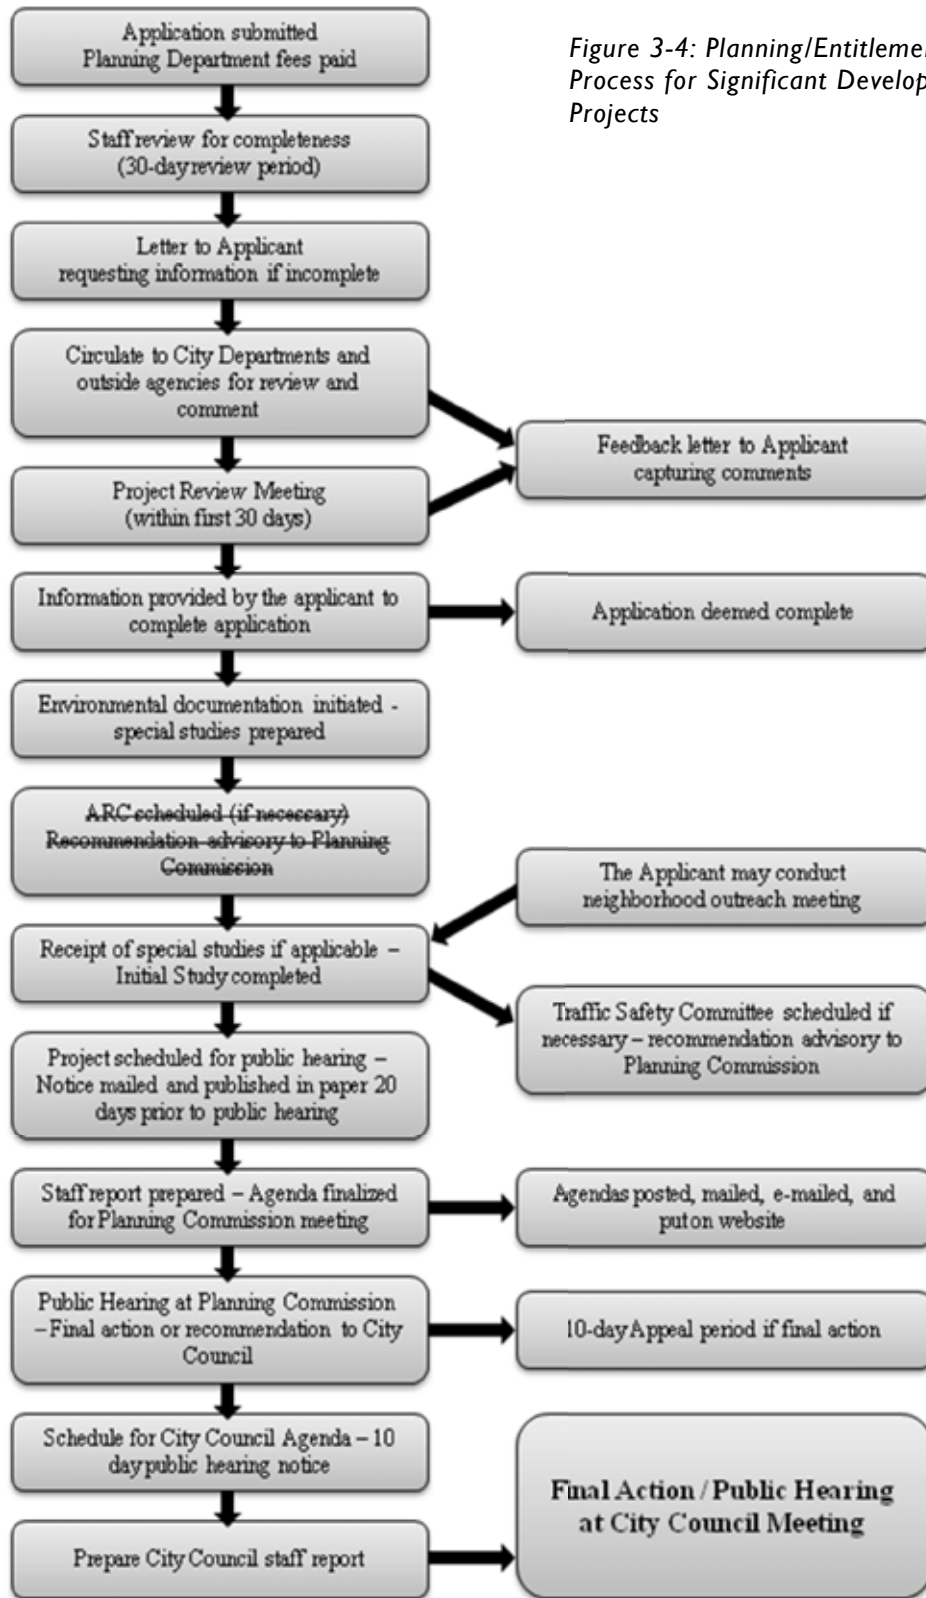 Application submitted
Planning Department fees paid
Figure 3-4: Planning/Entitlemen
Process for Significant Develop
Projects
Staff review for completeness
(30-day review period)
Letter to Applicant
requesting information if incomplete
Circulate to City Departments and
outside agencies for review and
comment
Feedback letter to Applicant
capturing comments
Project Review Meeting
(within first 30 days)
Information provided by the applicant to
complete application
Application deemed complete
Environmental documentation initiated -
special studies prepared
ARC scheduled (if necessary)
Recommendation advisory to Planning
Commission
The Applicant may conduct
neighborhood outreach meeting
Receipt of special studies if applicable –
Initial Study completed
Traffic Safety Committee scheduled if
necessary – recommendation advisory to
Planning Commission
Project scheduled for public hearing –
Notice mailed and published in paper 20
days prior to public hearing
Staff report prepared – Agenda finalized
for Planning Commission meeting
Agendas posted, mailed, e-mailed, and
put on website
Public Hearing at Planning Commission
– Final action or recommendation to City
Council
10-day Appeal period if final action
Schedule for City Council Agenda – 10
day public hearing notice
Final Action / Public Hearing
at City Council Meeting
Prepare City Council staff report